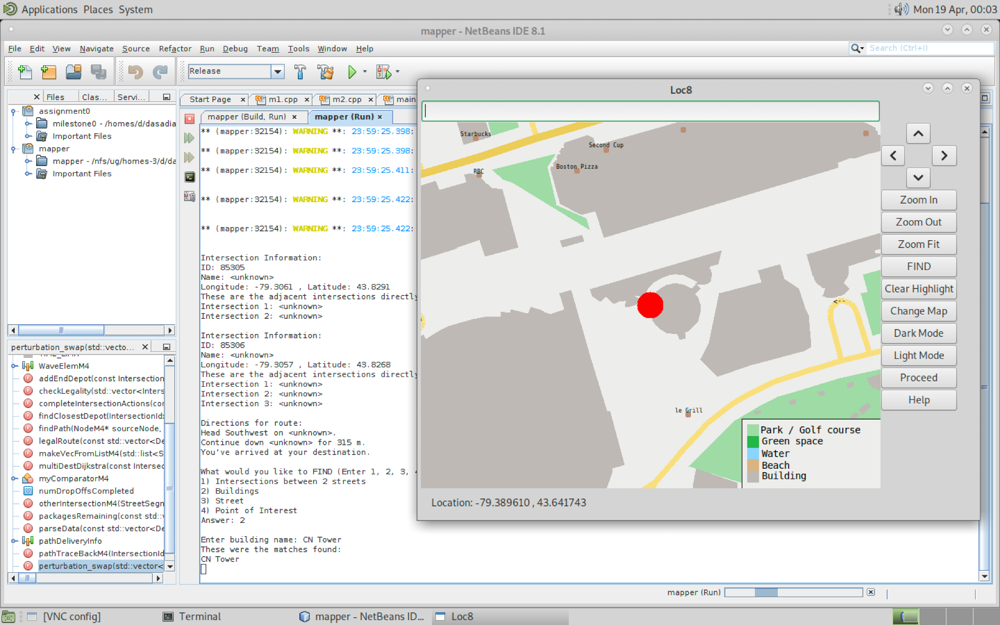 Applications Places System
Mon 19 Apr, 00:03
mapper - NetBeans IDE 8.1
File Edit View Navigate Source Refactor Run Debug Team Tools Window Help
Search (Ctrl+I)
Release
Files Clas... Servi...
assignment0
milestone0 - /homes/d/dasadia
Important Files
mapper
mapper - /nfs/ug/homes-3/d/da
Important Files
perturbation_swap(std::vecto...
WaveElemM4
addEndDepot(const Intersection
checkLegality(std::vector<Inters
completeIntersectionActions(co
findClosestDepot(IntersectionId
findPath(NodeM4* sourceNode,
legalRoute(const std::vector<De
makeVecFromListM4(std::list<S
multiDestDijkstra(const Intersec
myComparatorM4
numDropOffsCompleted
otherIntersectionM4(StreetSegn
packagesRemaining(const std::
parseData(const std::vector<De
pathDeliveryInfo
pathTraceBackM4(IntersectionId
perturbation_swap(std::vector<
Start Page m1.cpp m2.cpp main
mapper (Build, Run) mapper (Run)
** (mapper:32154): WARNING **: 23:59:25.398:
** (mapper:32154): WARNING **: 23:59:25.398:
** (mapper:32154): WARNING **: 23:59:25.411:
** (mapper:32154): WARNING **: 23:59:25.422:
** (mapper:32154): WARNING **: 23:59:25.422:
Intersection Information:
ID: 85305
Name: <unknown>
Longitude: -79.3061 , Latitude: 43.8291
These are the adjacent intersections directly
Intersection 1: <unknown>
Intersection 2: <unknown>
Intersection Information:
ID: 85306
Name: <unknown>
Longitude: -79.3057 , Latitude: 43.8268
These are the adjacent intersections directly
Intersection 1: <unknown>
Intersection 2: <unknown>
Intersection 3: <unknown>
Directions for route:
Head Southwest on <unknown>.
Continue down <unknown> for 315 m.
You've arrived at your destination.
What would you like to FIND (Enter 1, 2, 3, 4
1) Intersections between 2 streets
2) Buildings
3) Street
4) Point of Interest
Answer: 2
Enter building name: CN Tower
These were the matches found:
CN Tower
Loc8
Starbucks
Second Cup
Boston Pizza
RBC
<--
le Grill
Park / Golf course
Green space
Water
Beach
Building
Zoom In
Zoom Out
Zoom Fit
FIND
Clear Highlight
Change Map
Dark Mode
Light Mode
Proceed
Help
Location: -79.389610 , 43.641743
mapper (Run)
[VNC config] Terminal mapper - NetBeans ID... Loc8